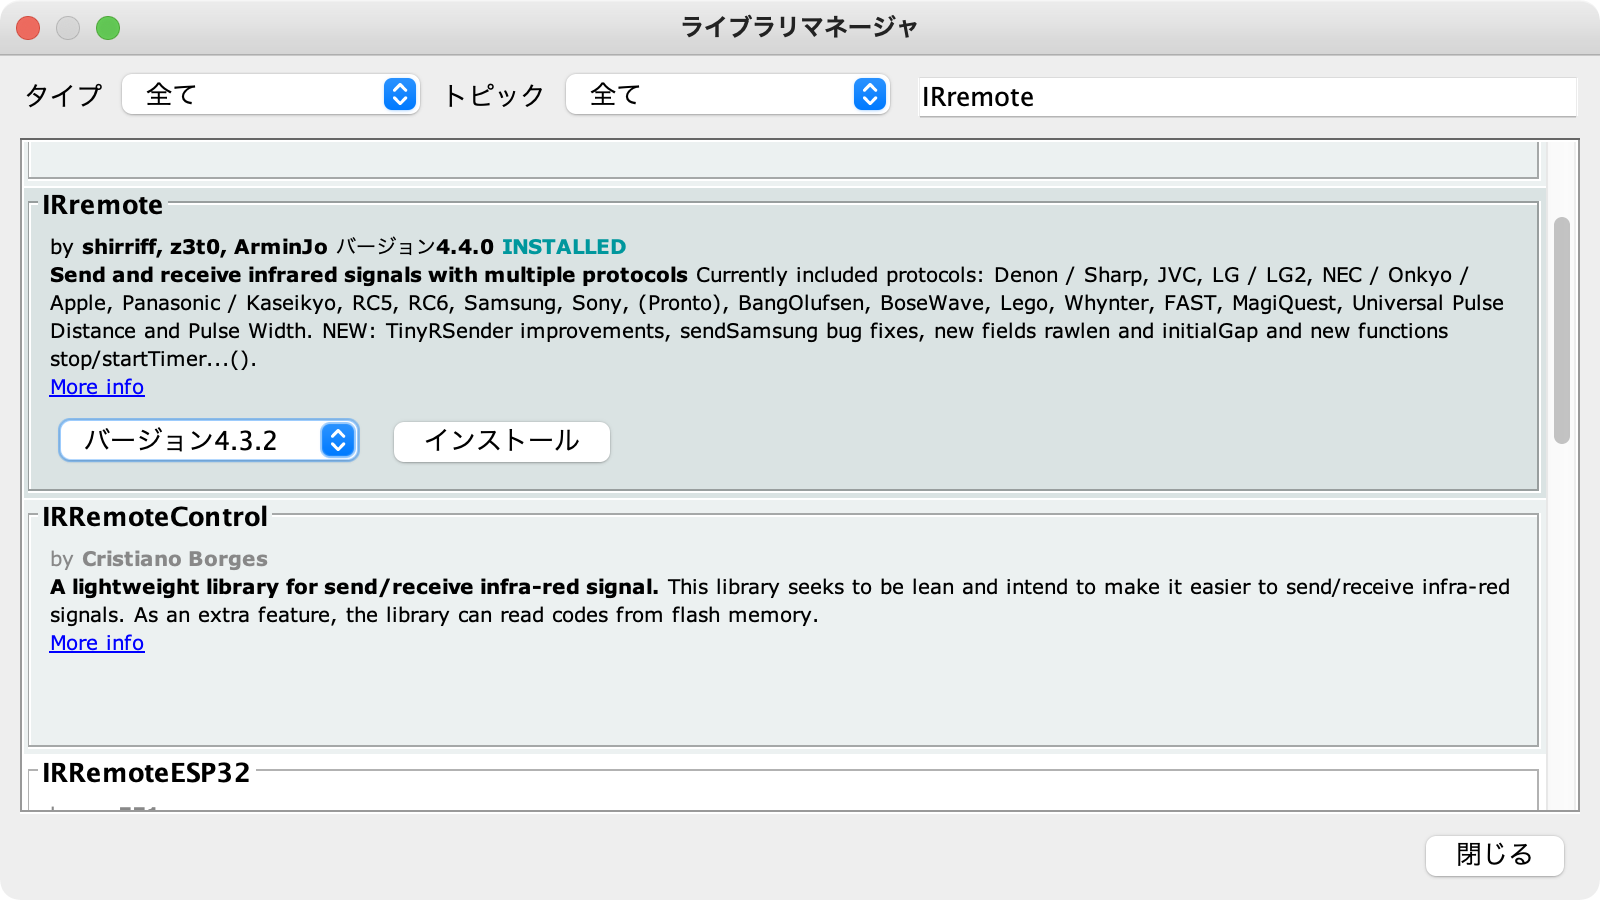 ライブラリマネージャ
タイプ 全て トピック 全て IRremote
IRremote
by shirriff, z3t0, ArminJo バージョン4.4.0 INSTALLED
Send and receive infrared signals with multiple protocols Currently included protocols: Denon / Sharp, JVC, LG / LG2, NEC / Onkyo /
Apple, Panasonic / Kaseikyo, RC5, RC6, Samsung, Sony, (Pronto), BangOlufsen, BoseWave, Lego, Whynter, FAST, MagiQuest, Universal Pulse
Distance and Pulse Width. NEW: TinyRSender improvements, sendSamsung bug fixes, new fields rawlen and initialGap and new functions
stop/startTimer...().
More info
バージョン4.3.2 インストール
IRRemoteControl
by Cristiano Borges
A lightweight library for send/receive infra-red signal. This library seeks to be lean and intend to make it easier to send/receive infra-red
signals. As an extra feature, the library can read codes from flash memory.
More info
IRRemoteESP32
閉じる